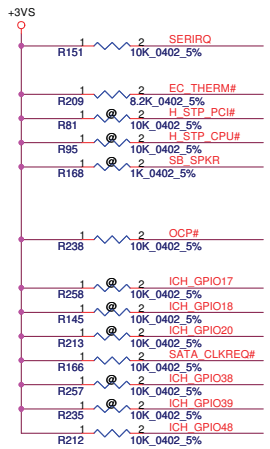 +3VS
1 2 SERIRQ
R151 10K_0402_5%
1 2 EC_THERM#
R209 8.2K_0402_5%
1 @ 2 H_STP_PCI#
R81 10K_0402_5%
1 @ 2 H_STP_CPU#
R95 10K_0402_5%
1 @ 2 SB_SPKR
R168 1K_0402_5%
1 2 OCP#
R238 10K_0402_5%
1 @ 2 ICH_GPIO17
R258 10K_0402_5%
1 @ 2 ICH_GPIO18
R145 10K_0402_5%
1 @ 2 ICH_GPIO20
R213 10K_0402_5%
1 2 SATA_CLKREQ#
R166 10K_0402_5%
1 @ 2 ICH_GPIO38
R257 10K_0402_5%
1 @ 2 ICH_GPIO39
R235 10K_0402_5%
1 2 ICH_GPIO48
R212 10K_0402_5%